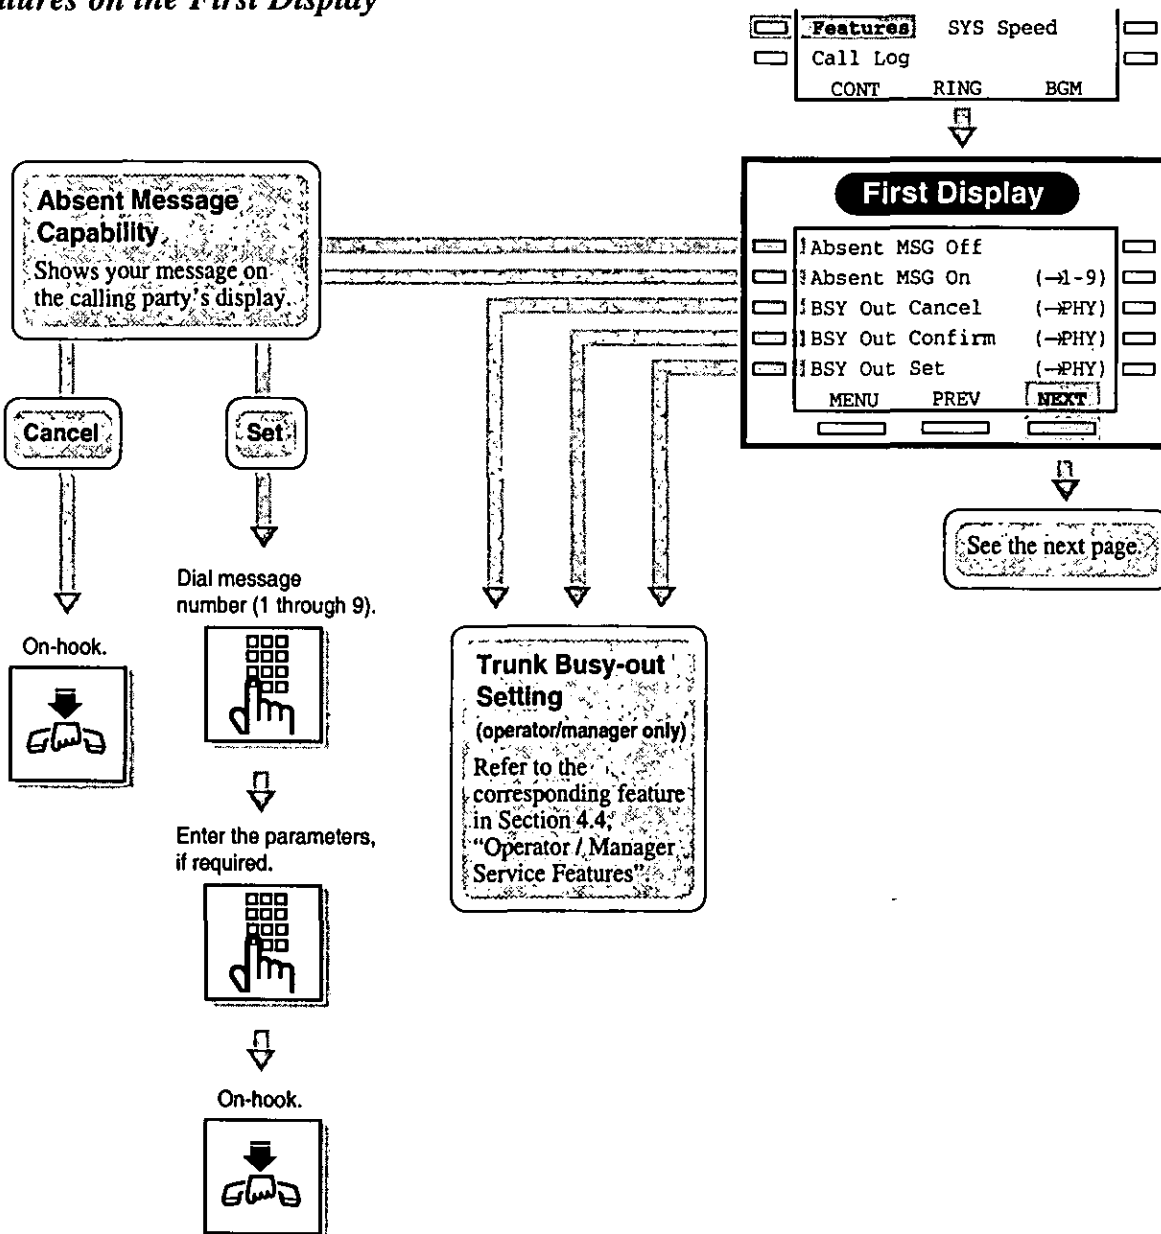 on the First Display
Features SYS Speed
Call Log
CONT RING BGM
First Display
Absent MSG Off
Absent MSG On (→1-9)
BSY Out Cancel (→PHY)
BSY Out Confirm (→PHY)
BSY Out Set (→PHY)
MENU PREV NEXT
See the next page.
Absent Message
Capability
Shows your message on
the calling party's display.
Cancel
Set
On-hook.
Dial message
number (1 through 9).
Enter the parameters,
if required.
On-hook.
Trunk Busy-out
Setting
(operator/manager only)
Refer to the
corresponding feature
in Section 4.4,
“Operator / Manager
Service Features”.